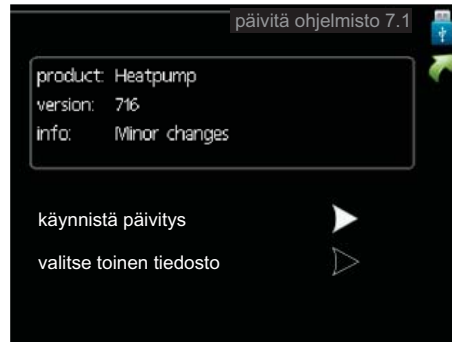 päivitä ohjelmisto 7.1
product: Heatpump
version: 716
info: Minor changes
käynnistä päivitys
valitse toinen tiedosto